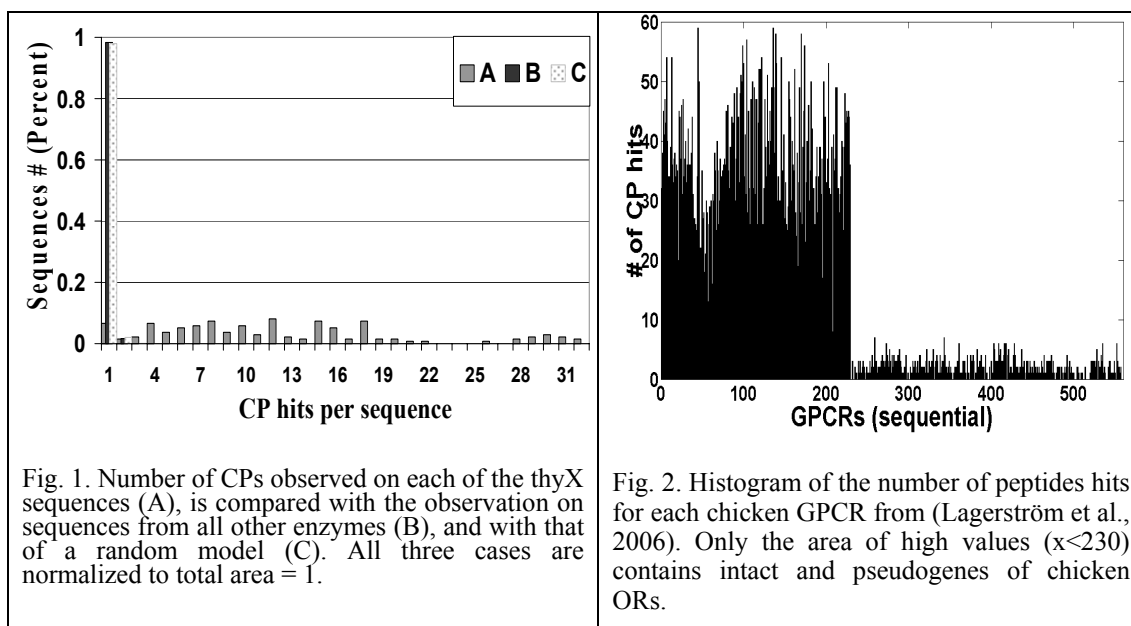 1
0.8
0.6
0.4
0.2
0
Sequences # (Percent)
A B C
1 4 7 10 13 16 19 22 25 28 31
CP hits per sequence
Fig. 1. Number of CPs observed on each of the thyX
sequences (A), is compared with the observation on
sequences from all other enzymes (B), and with that
of a random model (C). All three cases are
normalized to total area = 1.
60
50
40
30
20
10
0
# of CP hits
0 100 200 300 400 500
GPCRs (sequential)
Fig. 2. Histogram of the number of peptides hits
for each chicken GPCR from (Lagerström et al.,
2006). Only the area of high values (x<230)
contains intact and pseudogenes of chicken
ORs.